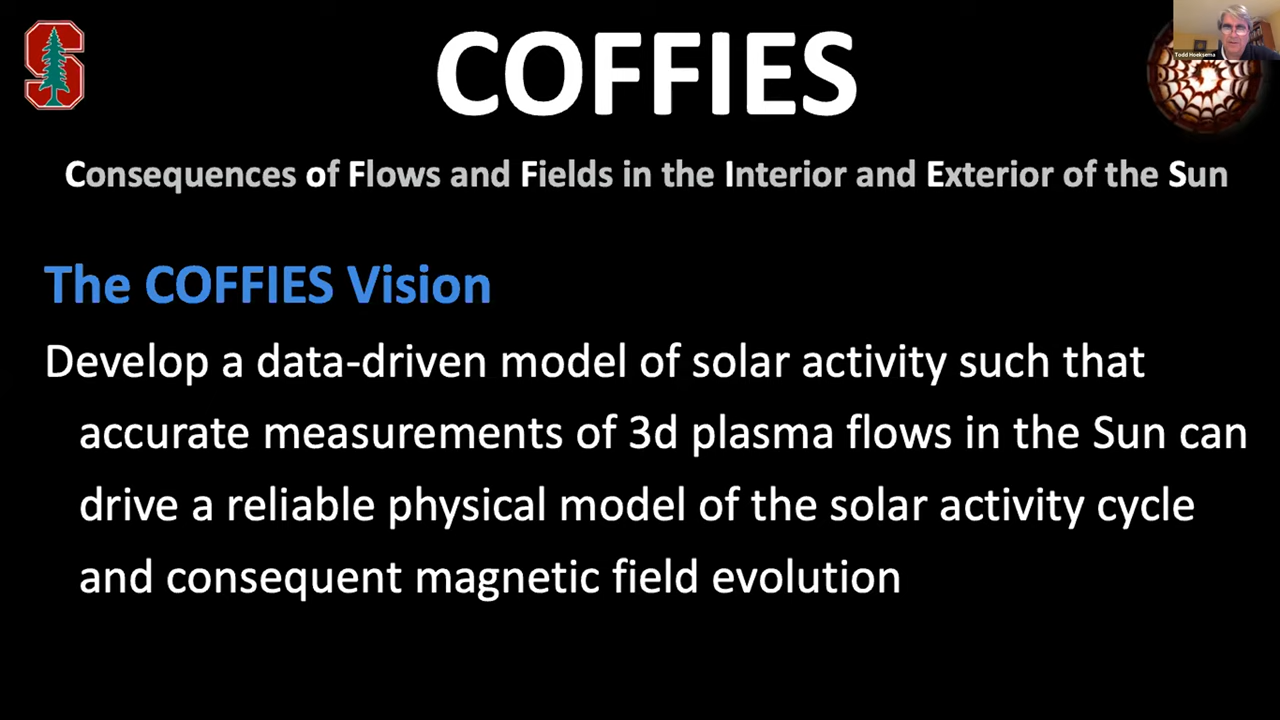 COFFIES
Todd Hoeksema
Consequences of Flows and Fields in the Interior and Exterior of the Sun
The COFFIES Vision
Develop a data-driven model of solar activity such that
accurate measurements of 3d plasma flows in the Sun can
drive a reliable physical model of the solar activity cycle
and consequent magnetic field evolution